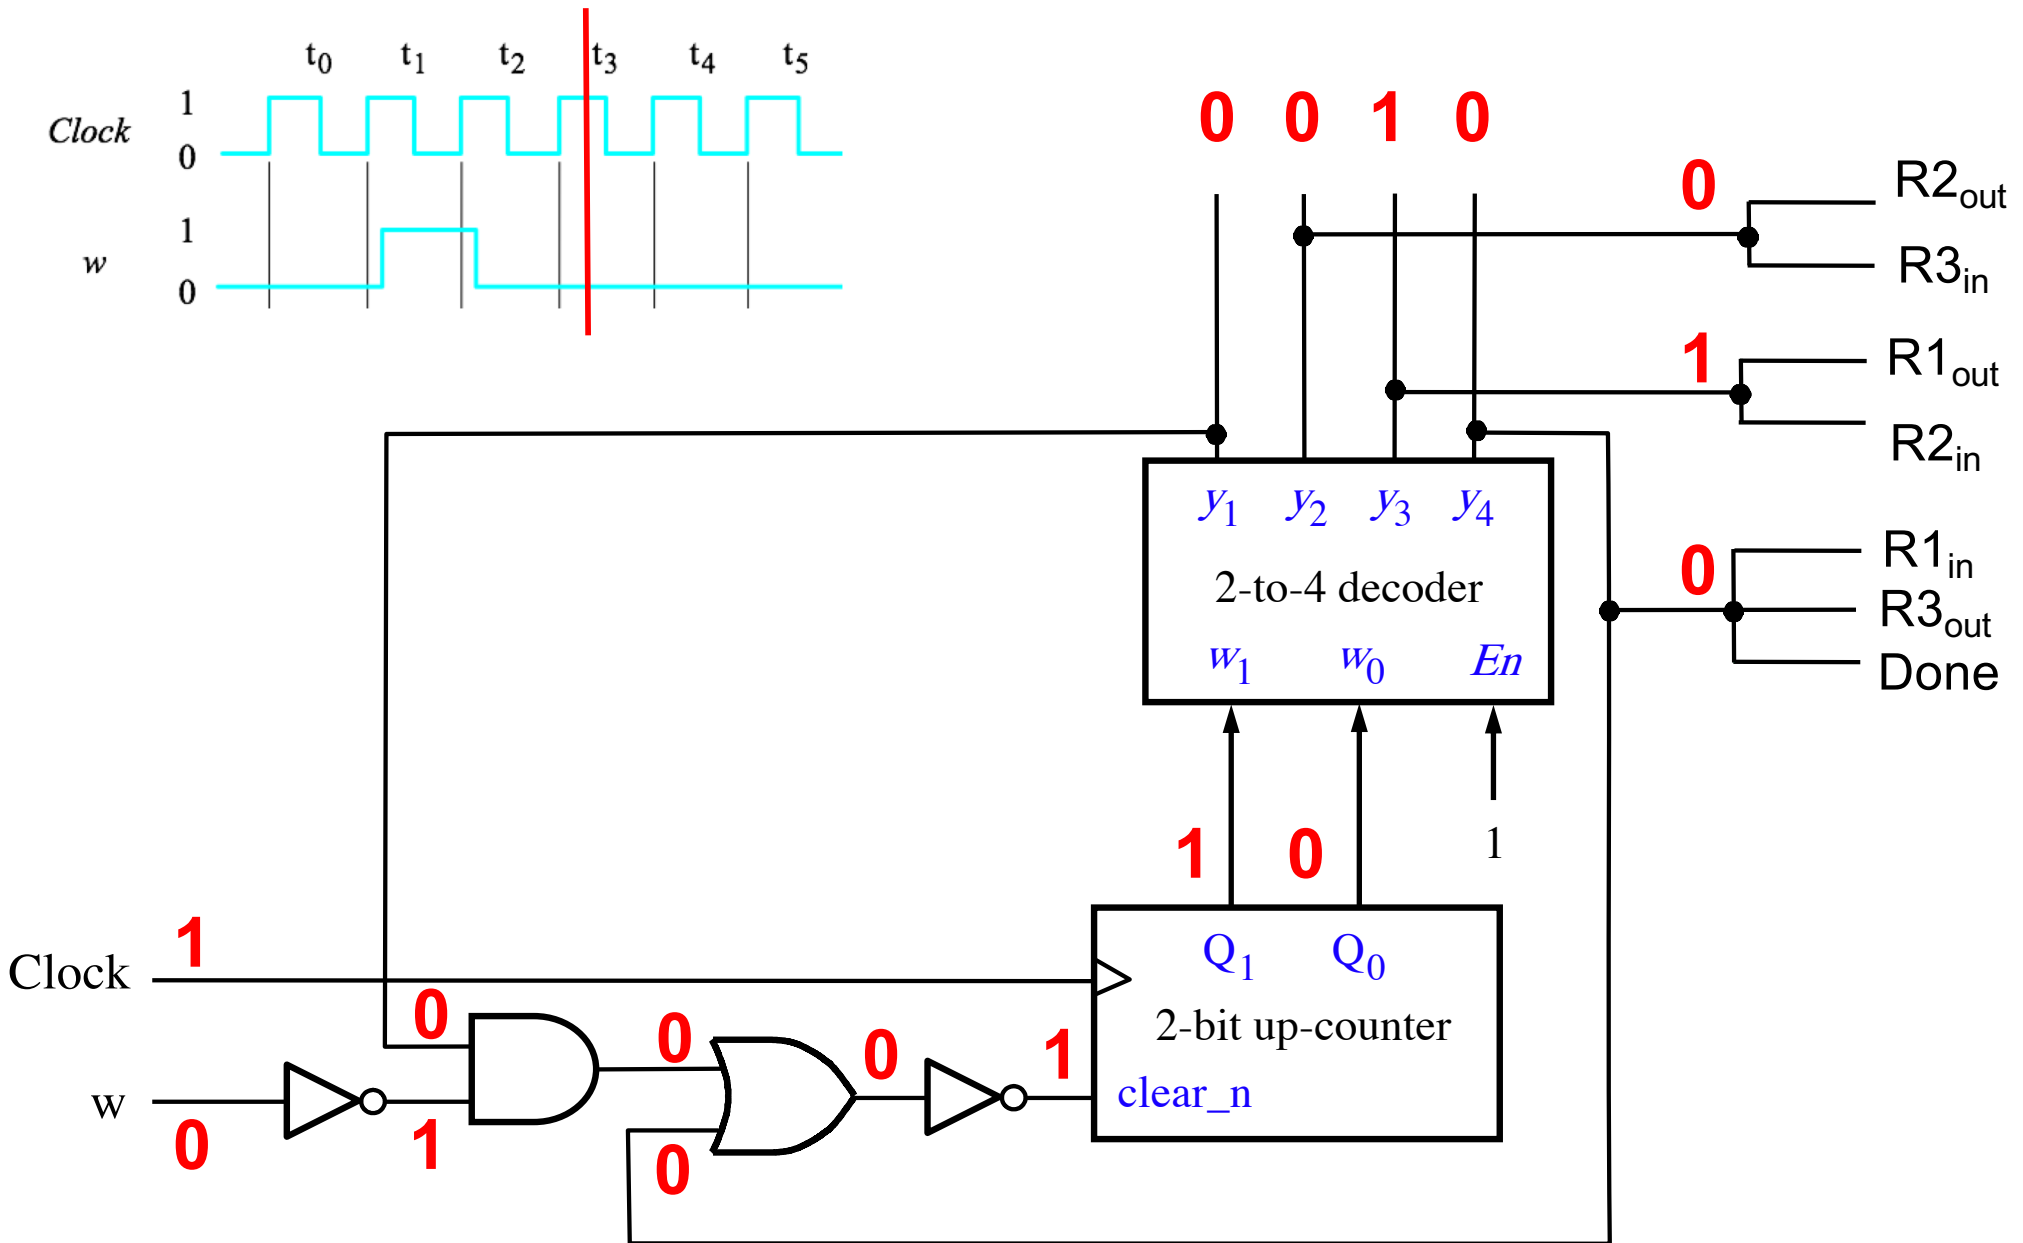 t0 t1 t2 t3 t4 t5
1
Clock
0
1
w
0
0 0 1 0
0
R2out
R3in
1
R1out
R2in
y1 y2 y3 y4
2-to-4 decoder
w1 w0 En
0
R1in
R3out
Done
1 0
1
1
Clock
Q1 Q0
2-bit up-counter
clear_n
0
0
0
1
w
0
1
0